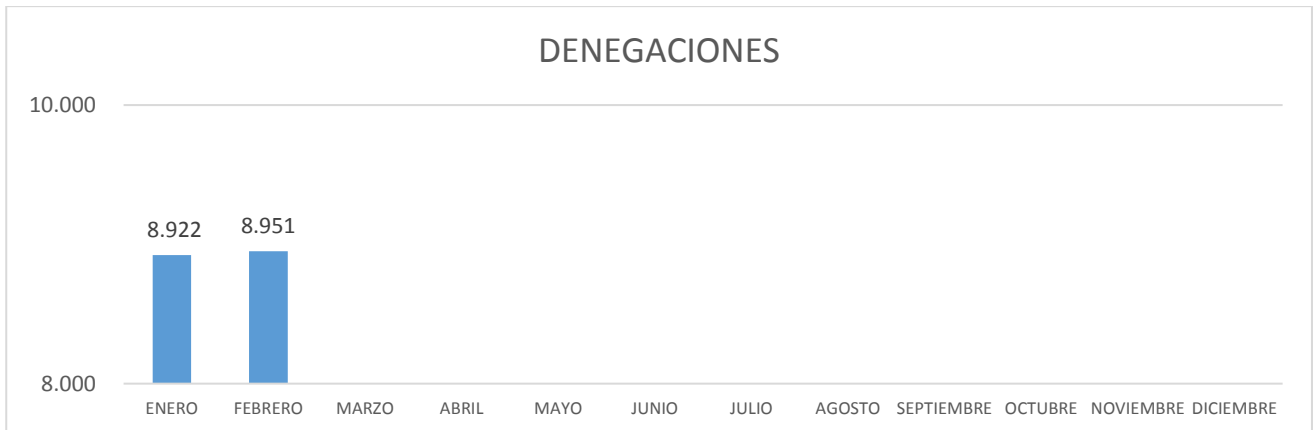 DENEGACIONES
10.000
8.922
8.951
8.000
ENERO FEBRERO MARZO ABRIL MAYO JUNIO JULIO AGOSTO SEPTIEMBRE OCTUBRE NOVIEMBRE DICIEMBRE